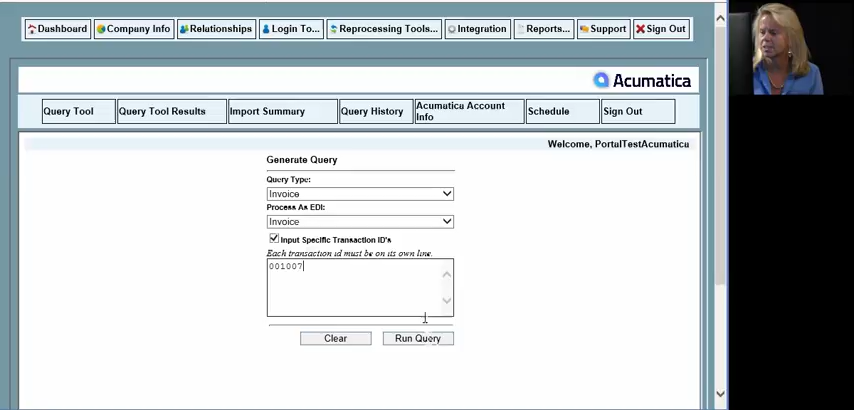 Dashboard Company Info Relationships Login To... Reprocessing Tools... Integration Reports... Support Sign Out
Acumatica
Query Tool Query Tool Results Import Summary Query History Acumatica Account Info Schedule Sign Out
Welcome, PortalTestAcumatica
Generate Query
Query Type:
Invoice
Process As EDI:
Invoice
Input Specific Transaction ID's
Each transaction id must be on its own line.
001007
Clear Run Query